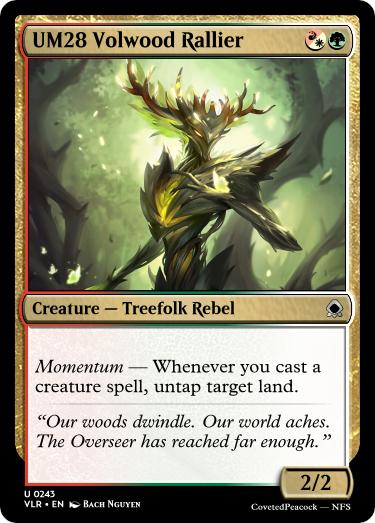 UM28 Volwood Rallier
Creature — Treefolk Rebel
Momentum — Whenever you cast a
creature spell, untap target land.
“Our woods dwindle. Our world aches.
The Overseer has reached far enough.”
2/2
U 0243
VLR • EN Bach Nguyen
CovetedPeacock — NFS